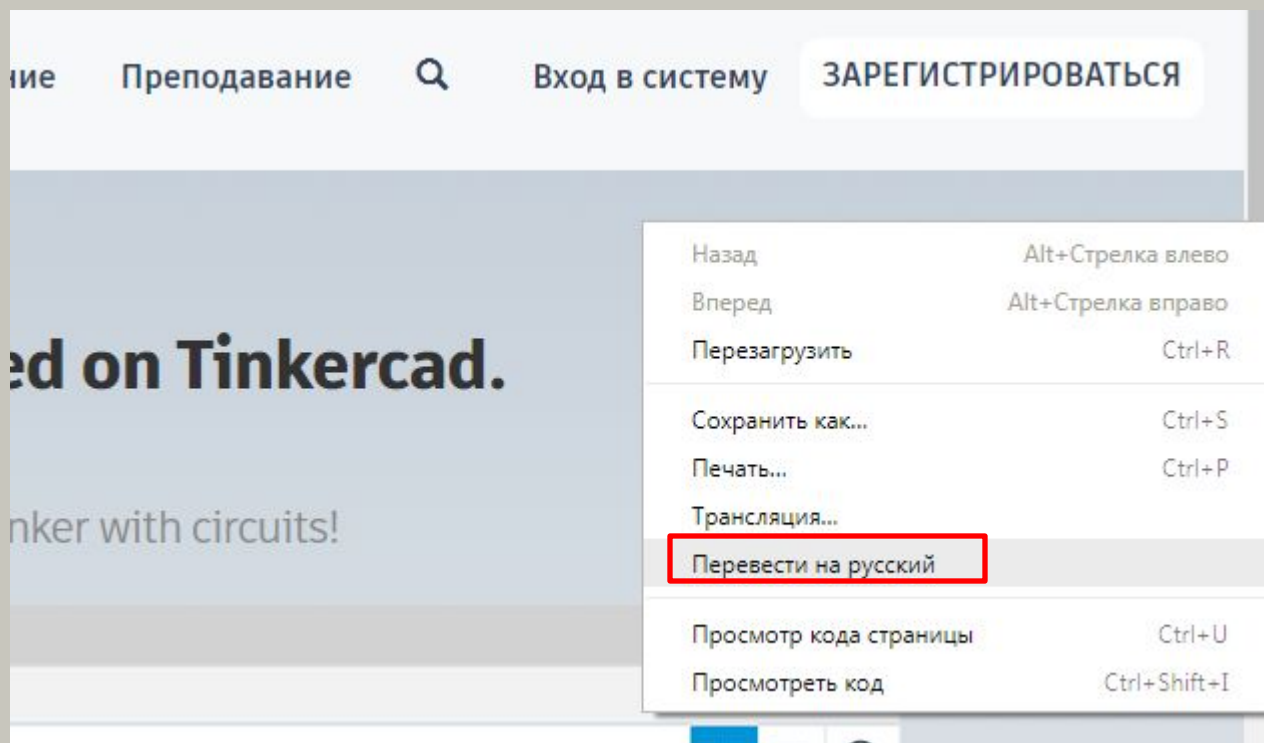 ние Преподавание Вход в систему ЗАРЕГИСТРИРОВАТЬСЯ
ed on Tinkercad.
nker with circuits!
Назад Alt+Стрелка влево
Вперед Alt+Стрелка вправо
Перезагрузить Ctrl+R
Сохранить как... Ctrl+S
Печать... Ctrl+P
Трансляция...
Перевести на русский
Просмотр кода страницы Ctrl+U
Просмотреть код Ctrl+Shift+I